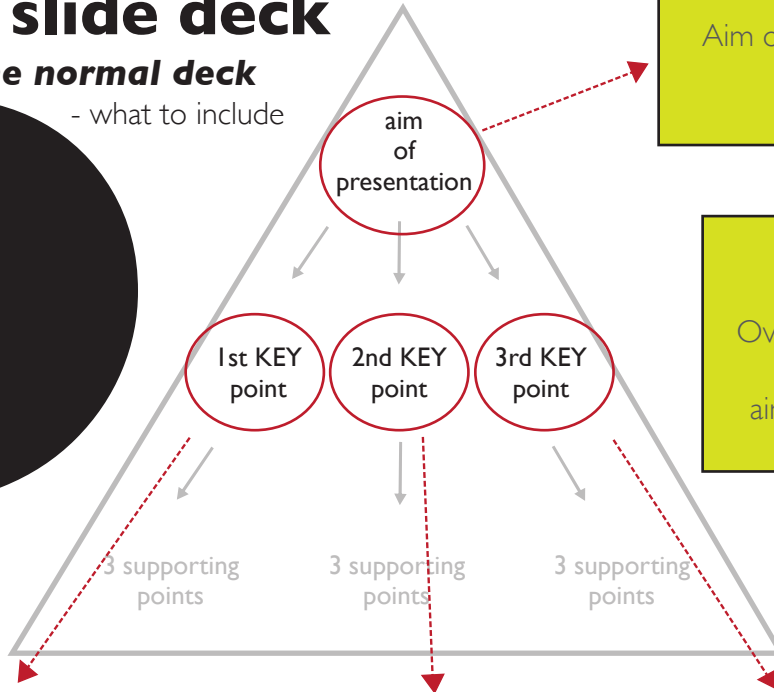 slide deck
e normal deck
- what to include
Aim o
aim
of
presentation
Ov
air
1st KEY
point
2nd KEY
point
3rd KEY
point
3 supporting
points
3 supporting
points
3 supporting
points